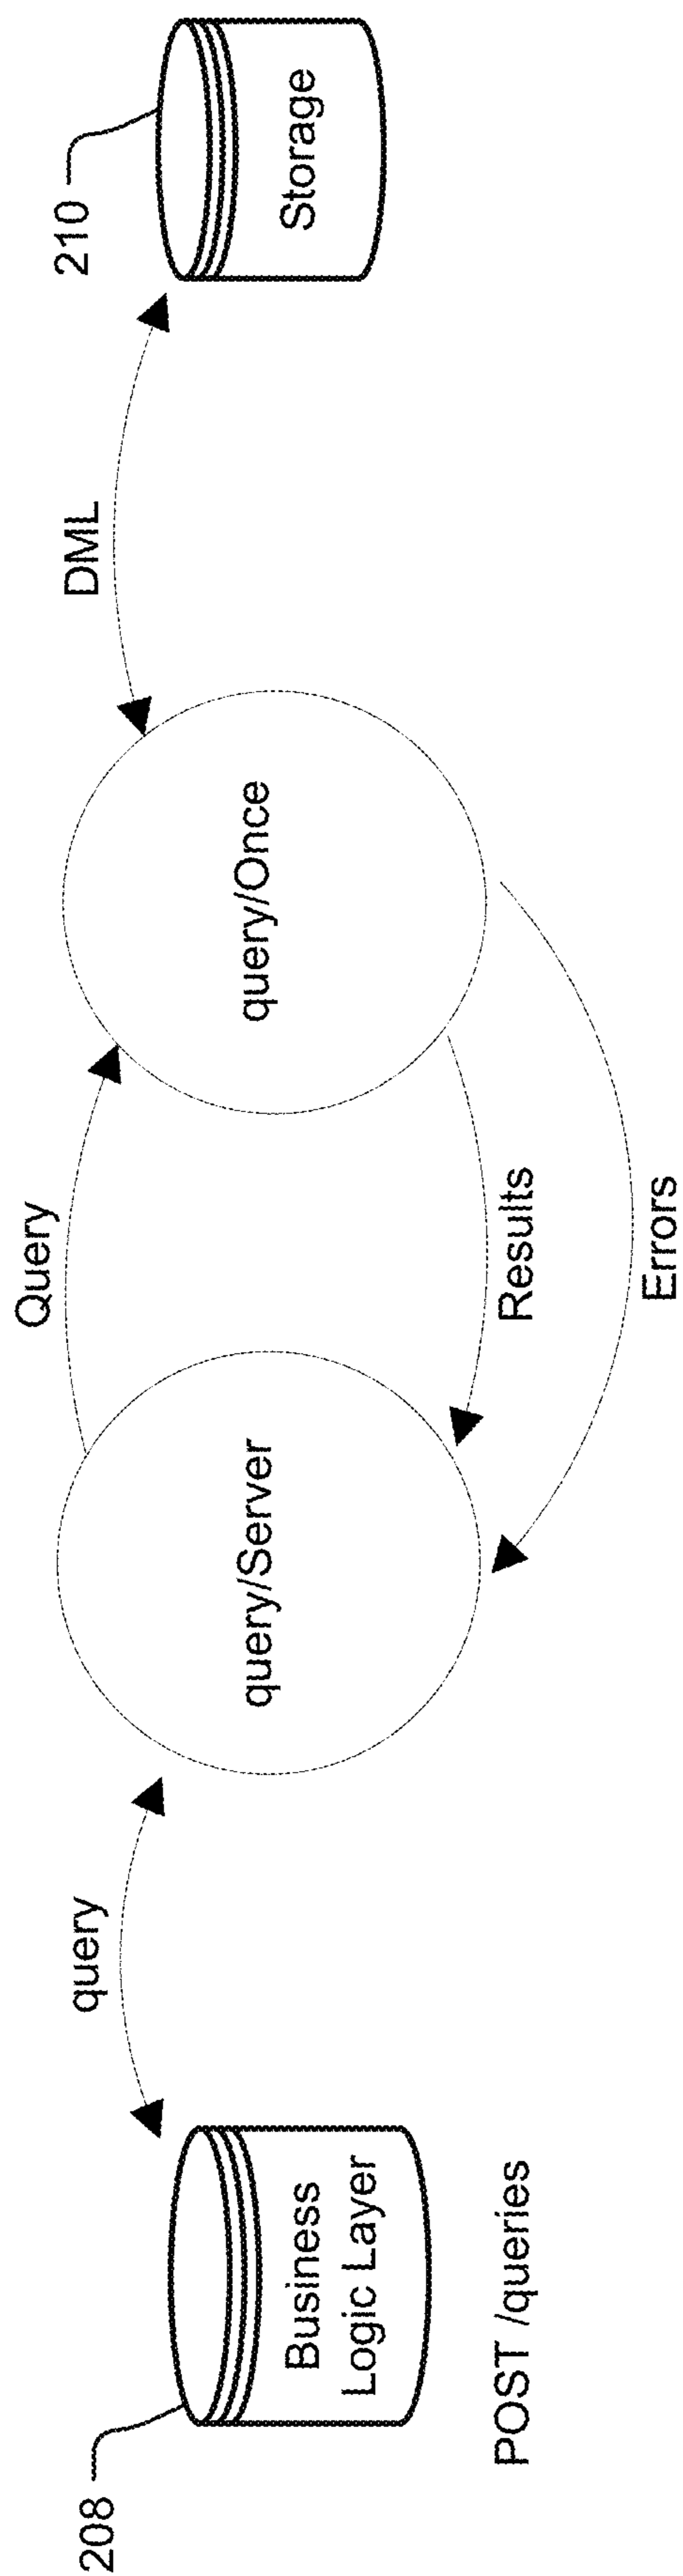 208
Business
Logic Layer
POST /queries
query
query/Server
Query
Results
Errors
query/Once
DML
210
Storage